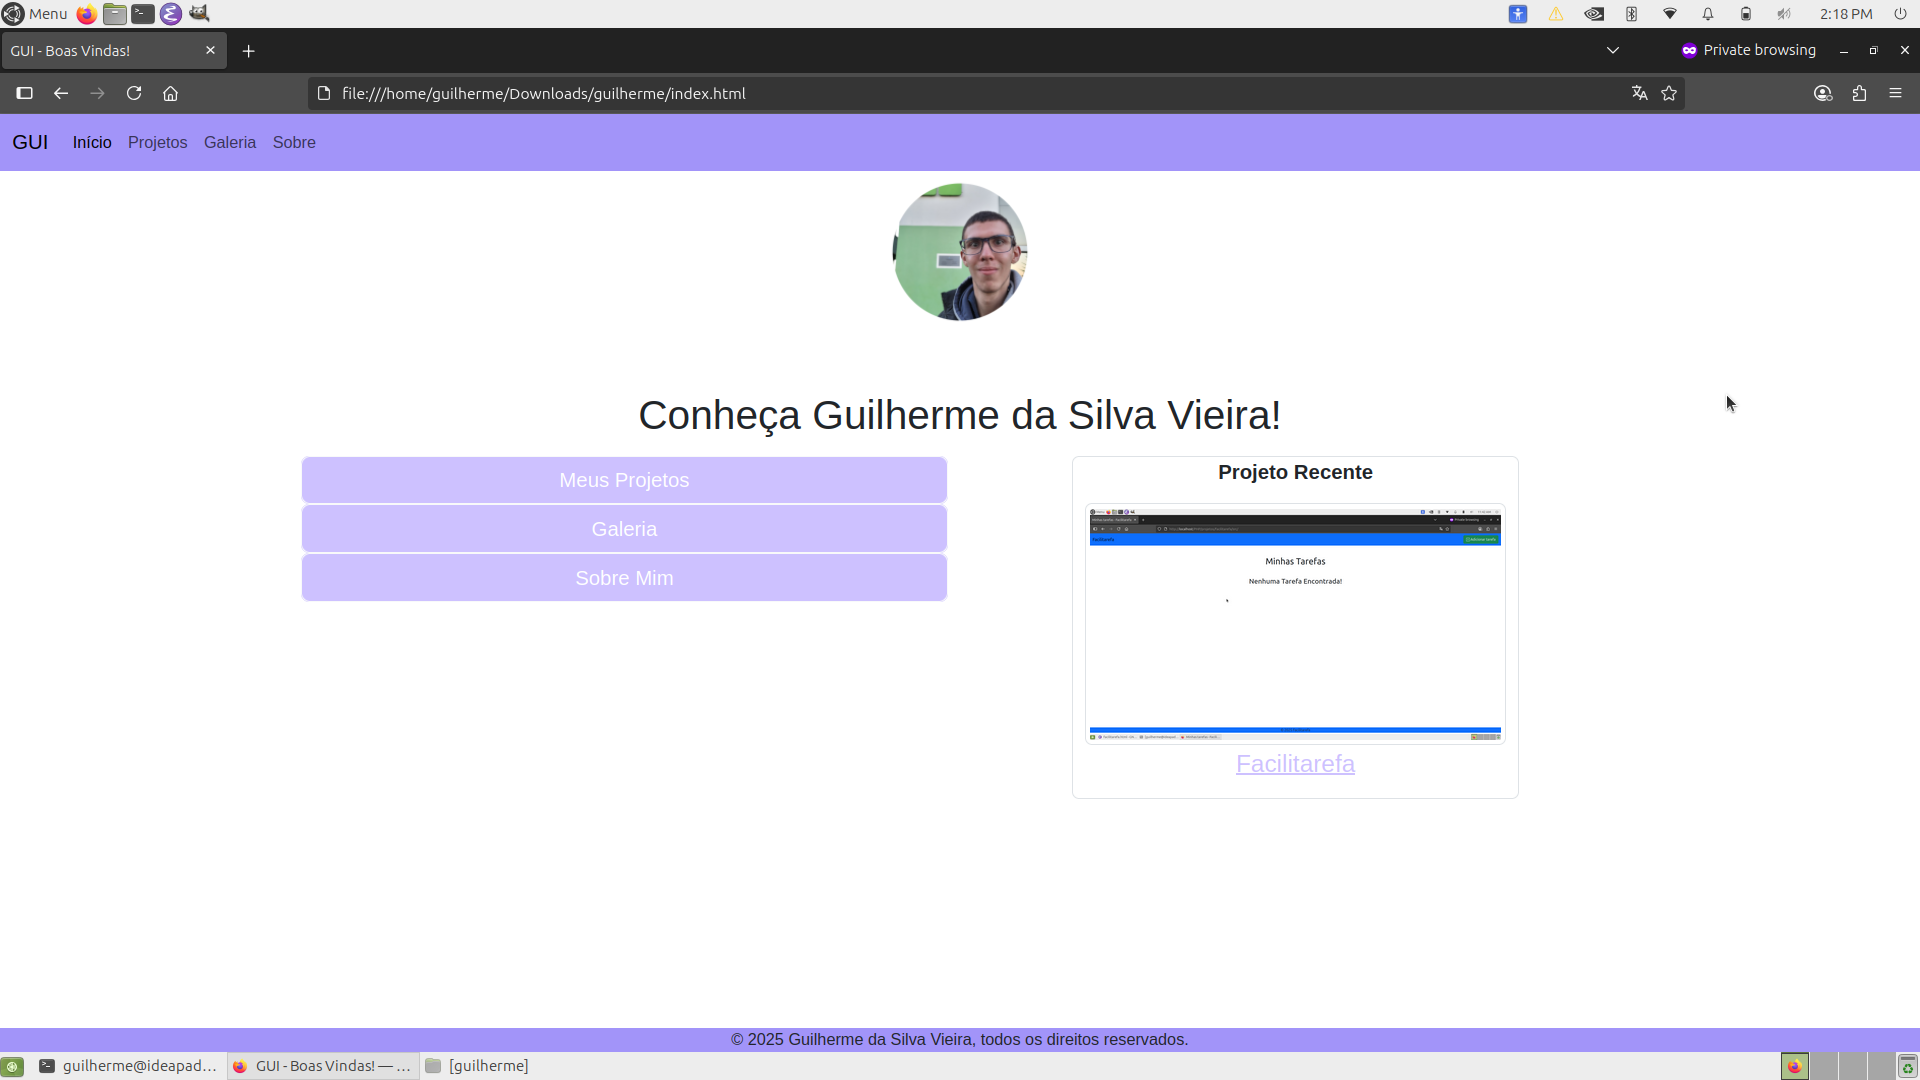 Menu
2:18 PM
GUI - Boas Vindas!
Private browsing
file:///home/guilherme/Downloads/guilherme/index.html
GUI Início Projetos Galeria Sobre
Conheça Guilherme da Silva Vieira!
Meus Projetos
Galeria
Sobre Mim
Projeto Recente
Minhas Tarefas
Nenhuma Tarefa Encontrada!
Facilitarefa
© 2025 Guilherme da Silva Vieira, todos os direitos reservados.
guilherme@ideapad…
GUI - Boas Vindas! — …
[guilherme]